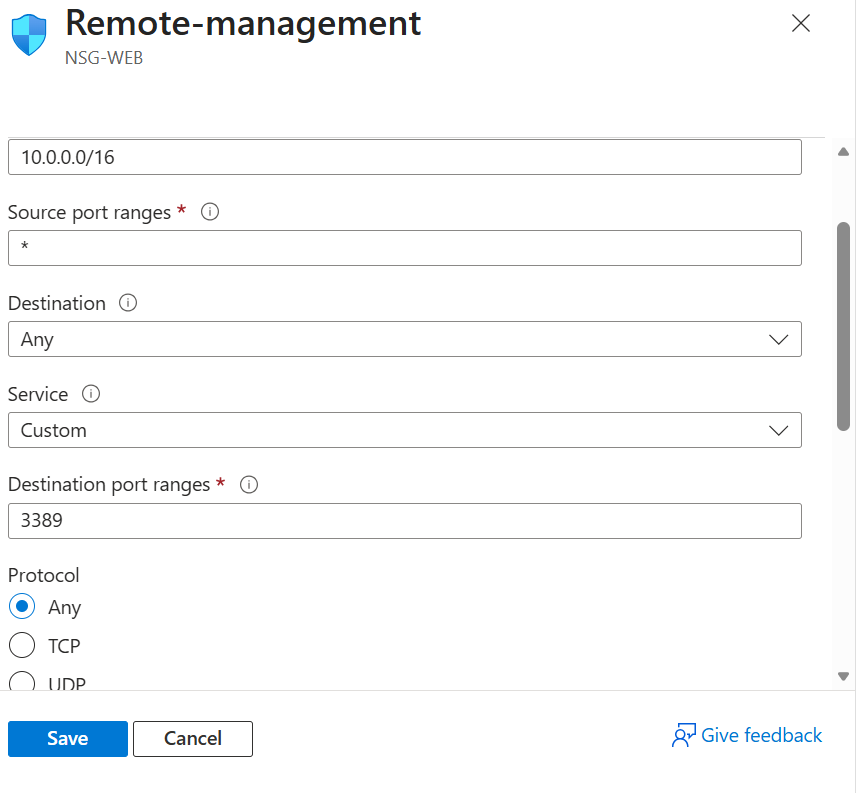 Remote-management
NSG-WEB
10.0.0.0/16
Source port ranges *
*
Destination
Any
Service
Custom
Destination port ranges *
3389
Protocol
Any
TCP
UDP
Save
Cancel
Give feedback